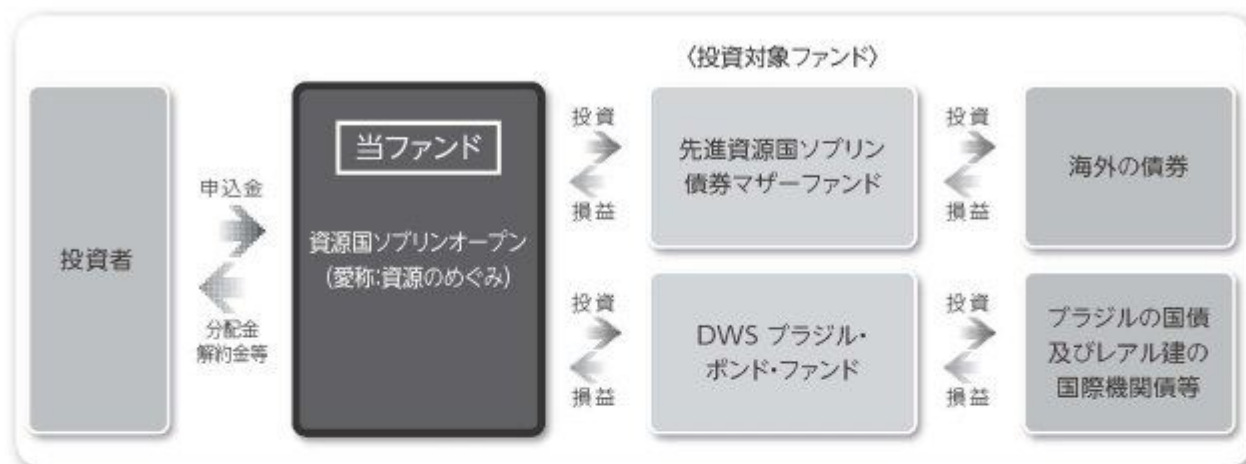 〈投資対象ファンド〉
投資者
申込金
分配金
解約金等
当ファンド
資源国ソブリンオープン
(愛称:資源のめぐみ)
投資
損益
先進資源国ソブリン
債券マザーファンド
投資
損益
海外の債券
投資
損益
DWS ブラジル・
ボンド・ファンド
投資
損益
ブラジルの国債
及びレアル建の
国際機関債等